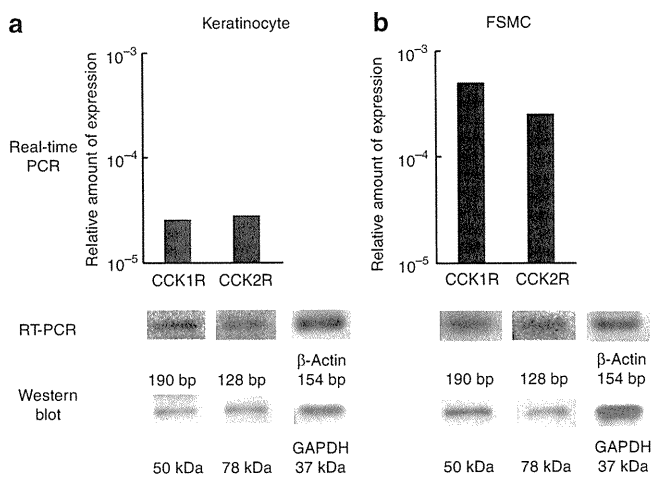 a
Keratinocyte
b
FSMC
Real-time
PCR
Relative amount of expression
10⁻³
10⁻⁴
10⁻⁵
CCK1R
CCK2R
Relative amount of expression
10⁻³
10⁻⁴
10⁻⁵
CCK1R
CCK2R
RT-PCR
β-Actin
190 bp
128 bp
154 bp
β-Actin
190 bp
128 bp
154 bp
Western
blot
GAPDH
50 kDa
78 kDa
37 kDa
GAPDH
50 kDa
78 kDa
37 kDa